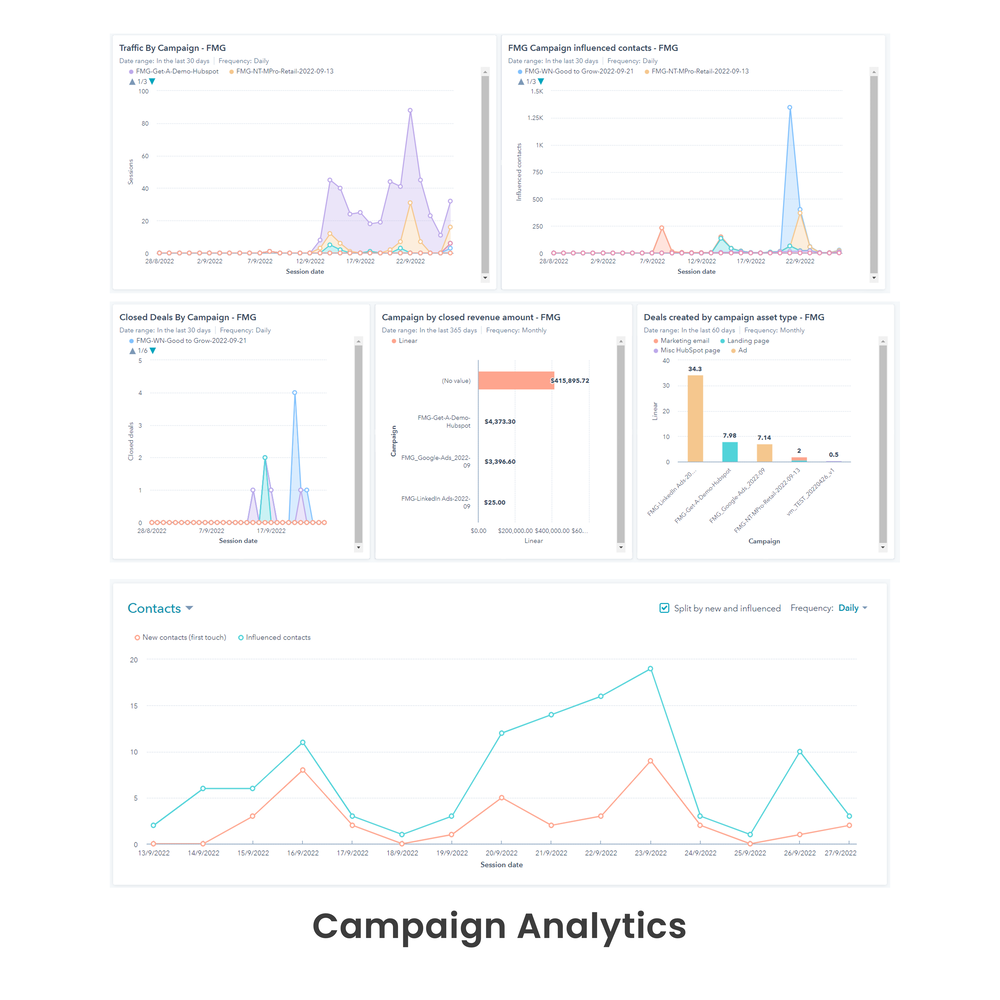 Traffic By Campaign - FMG
Date range: In the last 30 days | Frequency: Daily
FMG-Get-A-Demo-Hubspot FMG-NT-MPro-Retail-2022-09-13
1/3
100
80
60
40
20
0
Sessions
28/8/2022 2/9/2022 7/9/2022 12/9/2022 17/9/2022 22/9/2022
Session date
FMG Campaign influenced contacts - FMG
Date range: In the last 30 days | Frequency: Daily
FMG-WN-Good to Grow-2022-09-21 FMG-NT-MPro-Retail-2022-09-13
1/3
1.5K
1.25K
1K
750
500
250
0
Influenced contacts
28/8/2022 2/9/2022 7/9/2022 12/9/2022 17/9/2022 22/9/2022
Session date
Closed Deals By Campaign - FMG
Date range: In the last 30 days | Frequency: Daily
FMG-WN-Good to Grow-2022-09-21
1/6
5
4
3
2
1
0
Closed deals
28/8/2022 7/9/2022 17/9/2022
Session date
Campaign by closed revenue amount - FMG
Date range: In the last 365 days | Frequency: Monthly
Linear
Campaign
(No value) $415,895.72
FMG-Get-A-Demo-
Hubspot
$4,373.30
FMG_Google-Ads_2022-
09
$3,396.60
FMG-LinkedIn Ads-2022-
09
$25.00
$0.00 $200,000.00 $400,000.00 $60...
Linear
Deals created by campaign asset type - FMG
Date range: In the last 60 days | Frequency: Monthly
Marketing email Landing page
Misc HubSpot page Ad
40
30
20
10
0
Linear
34.3
7.98
7.14
2
0.5
FMG-LinkedIn Ads-20...
FMG-Get-A-Demo-Hubspot
FMG_Google-Ads_2022-09
FMG-NT-MPro-Retail-2022-09-13
vm_TEST_20220426_v1
Campaign
Contacts
Split by new and influenced Frequency: Daily
New contacts (first touch) Influenced contacts
20
15
10
5
0
13/9/2022 14/9/2022 15/9/2022 16/9/2022 17/9/2022 18/9/2022 19/9/2022 20/9/2022 21/9/2022 22/9/2022 23/9/2022 24/9/2022 25/9/2022 26/9/2022 27/9/2022
Session date
Campaign Analytics